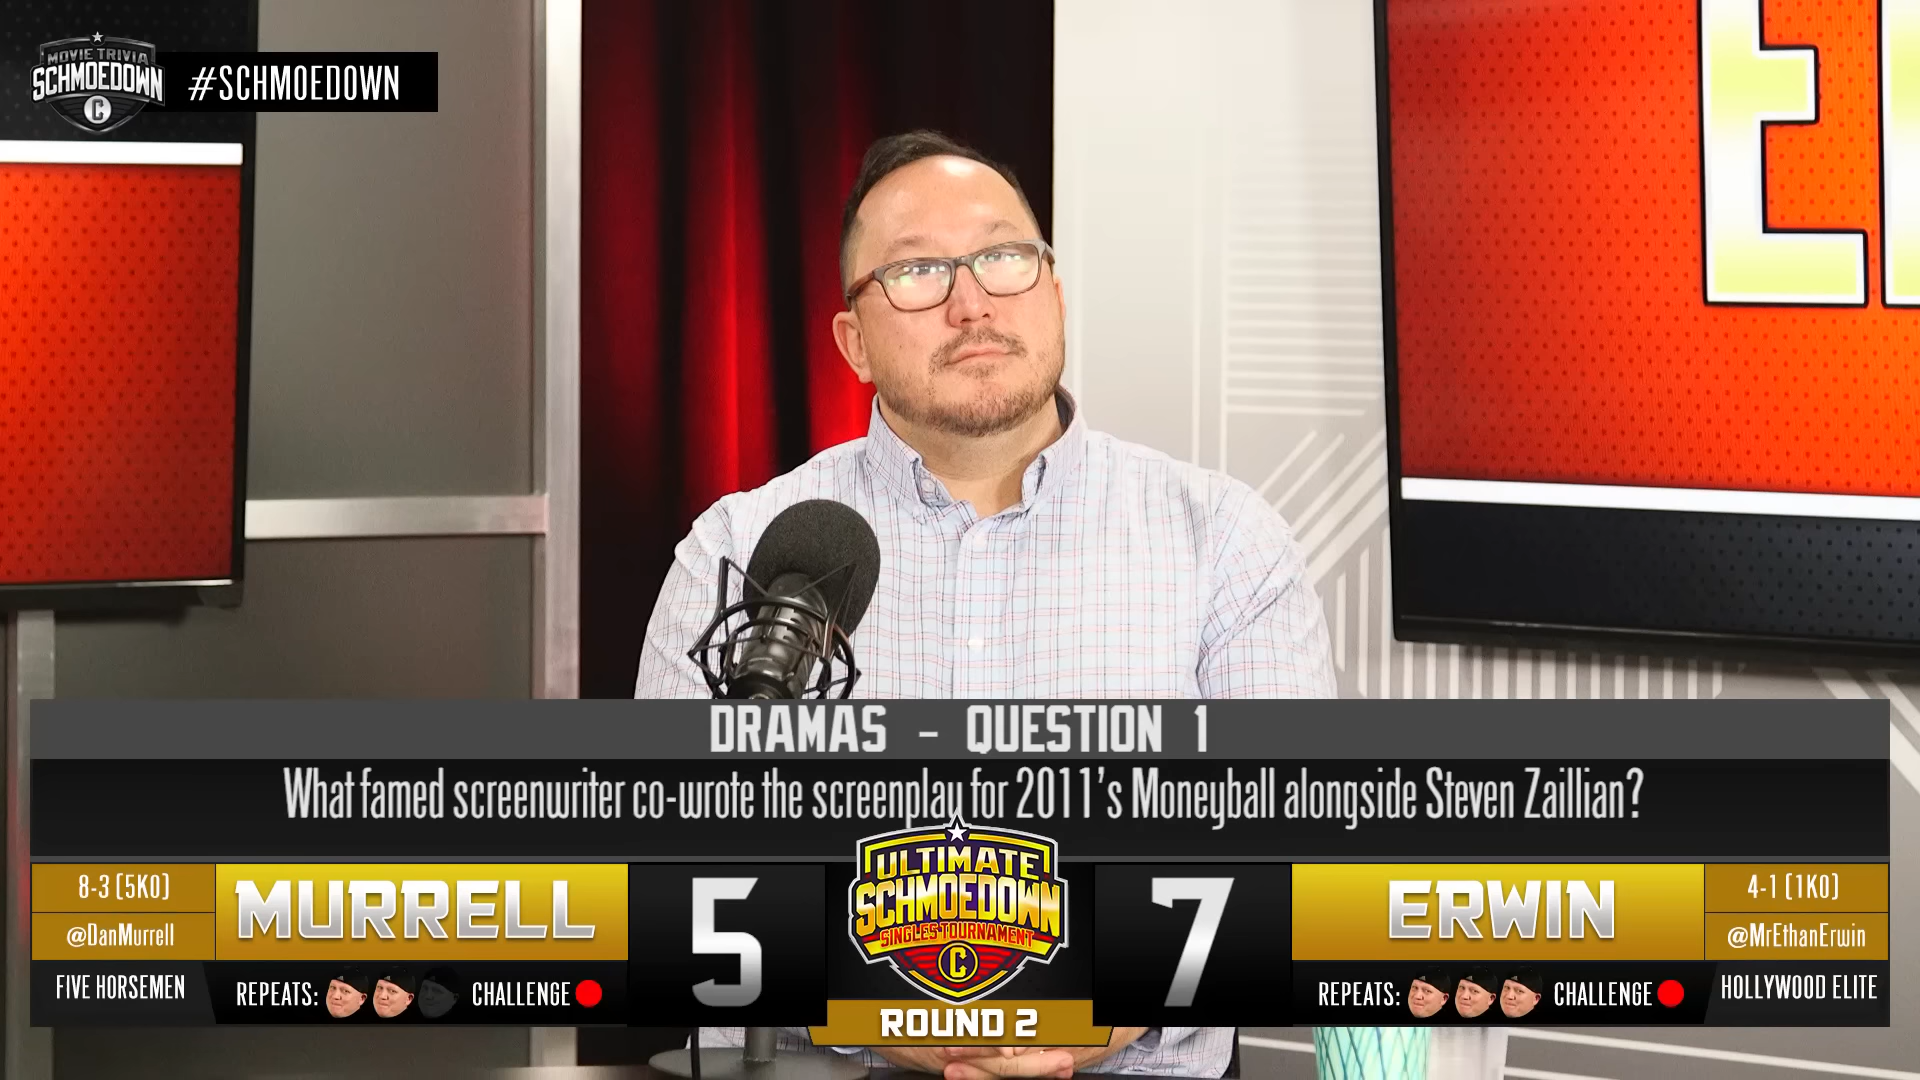 MOVIE TRIVIA
SCHMOEDOWN
C
#SCHMOEDOWN
DRAMAS - QUESTION 1
What famed screenwriter co-wrote the screenplay for 2011's Moneyball alongside Steven Zaillian?
8-3 (5KO)
@DanMurrell
MURRELL
5
FIVE HORSEMEN
REPEATS:
CHALLENGE
ULTIMATE
SCHMOEDOWN
SINGLES TOURNAMENT
C
ROUND 2
7
ERWIN
4-1 (1KO)
@MrEthanErwin
REPEATS:
CHALLENGE
HOLLYWOOD ELITE